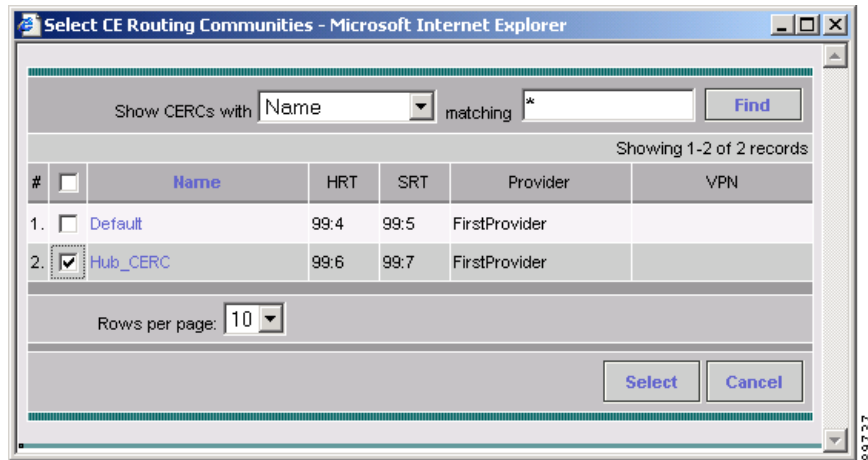 Select CE Routing Communities - Microsoft Internet Explorer
Show CERCs with Name matching * Find
Showing 1-2 of 2 records
# Name HRT SRT Provider VPN
1. Default 99:4 99:5 FirstProvider
2. Hub_CERC 99:6 99:7 FirstProvider
Rows per page: 10
Select Cancel